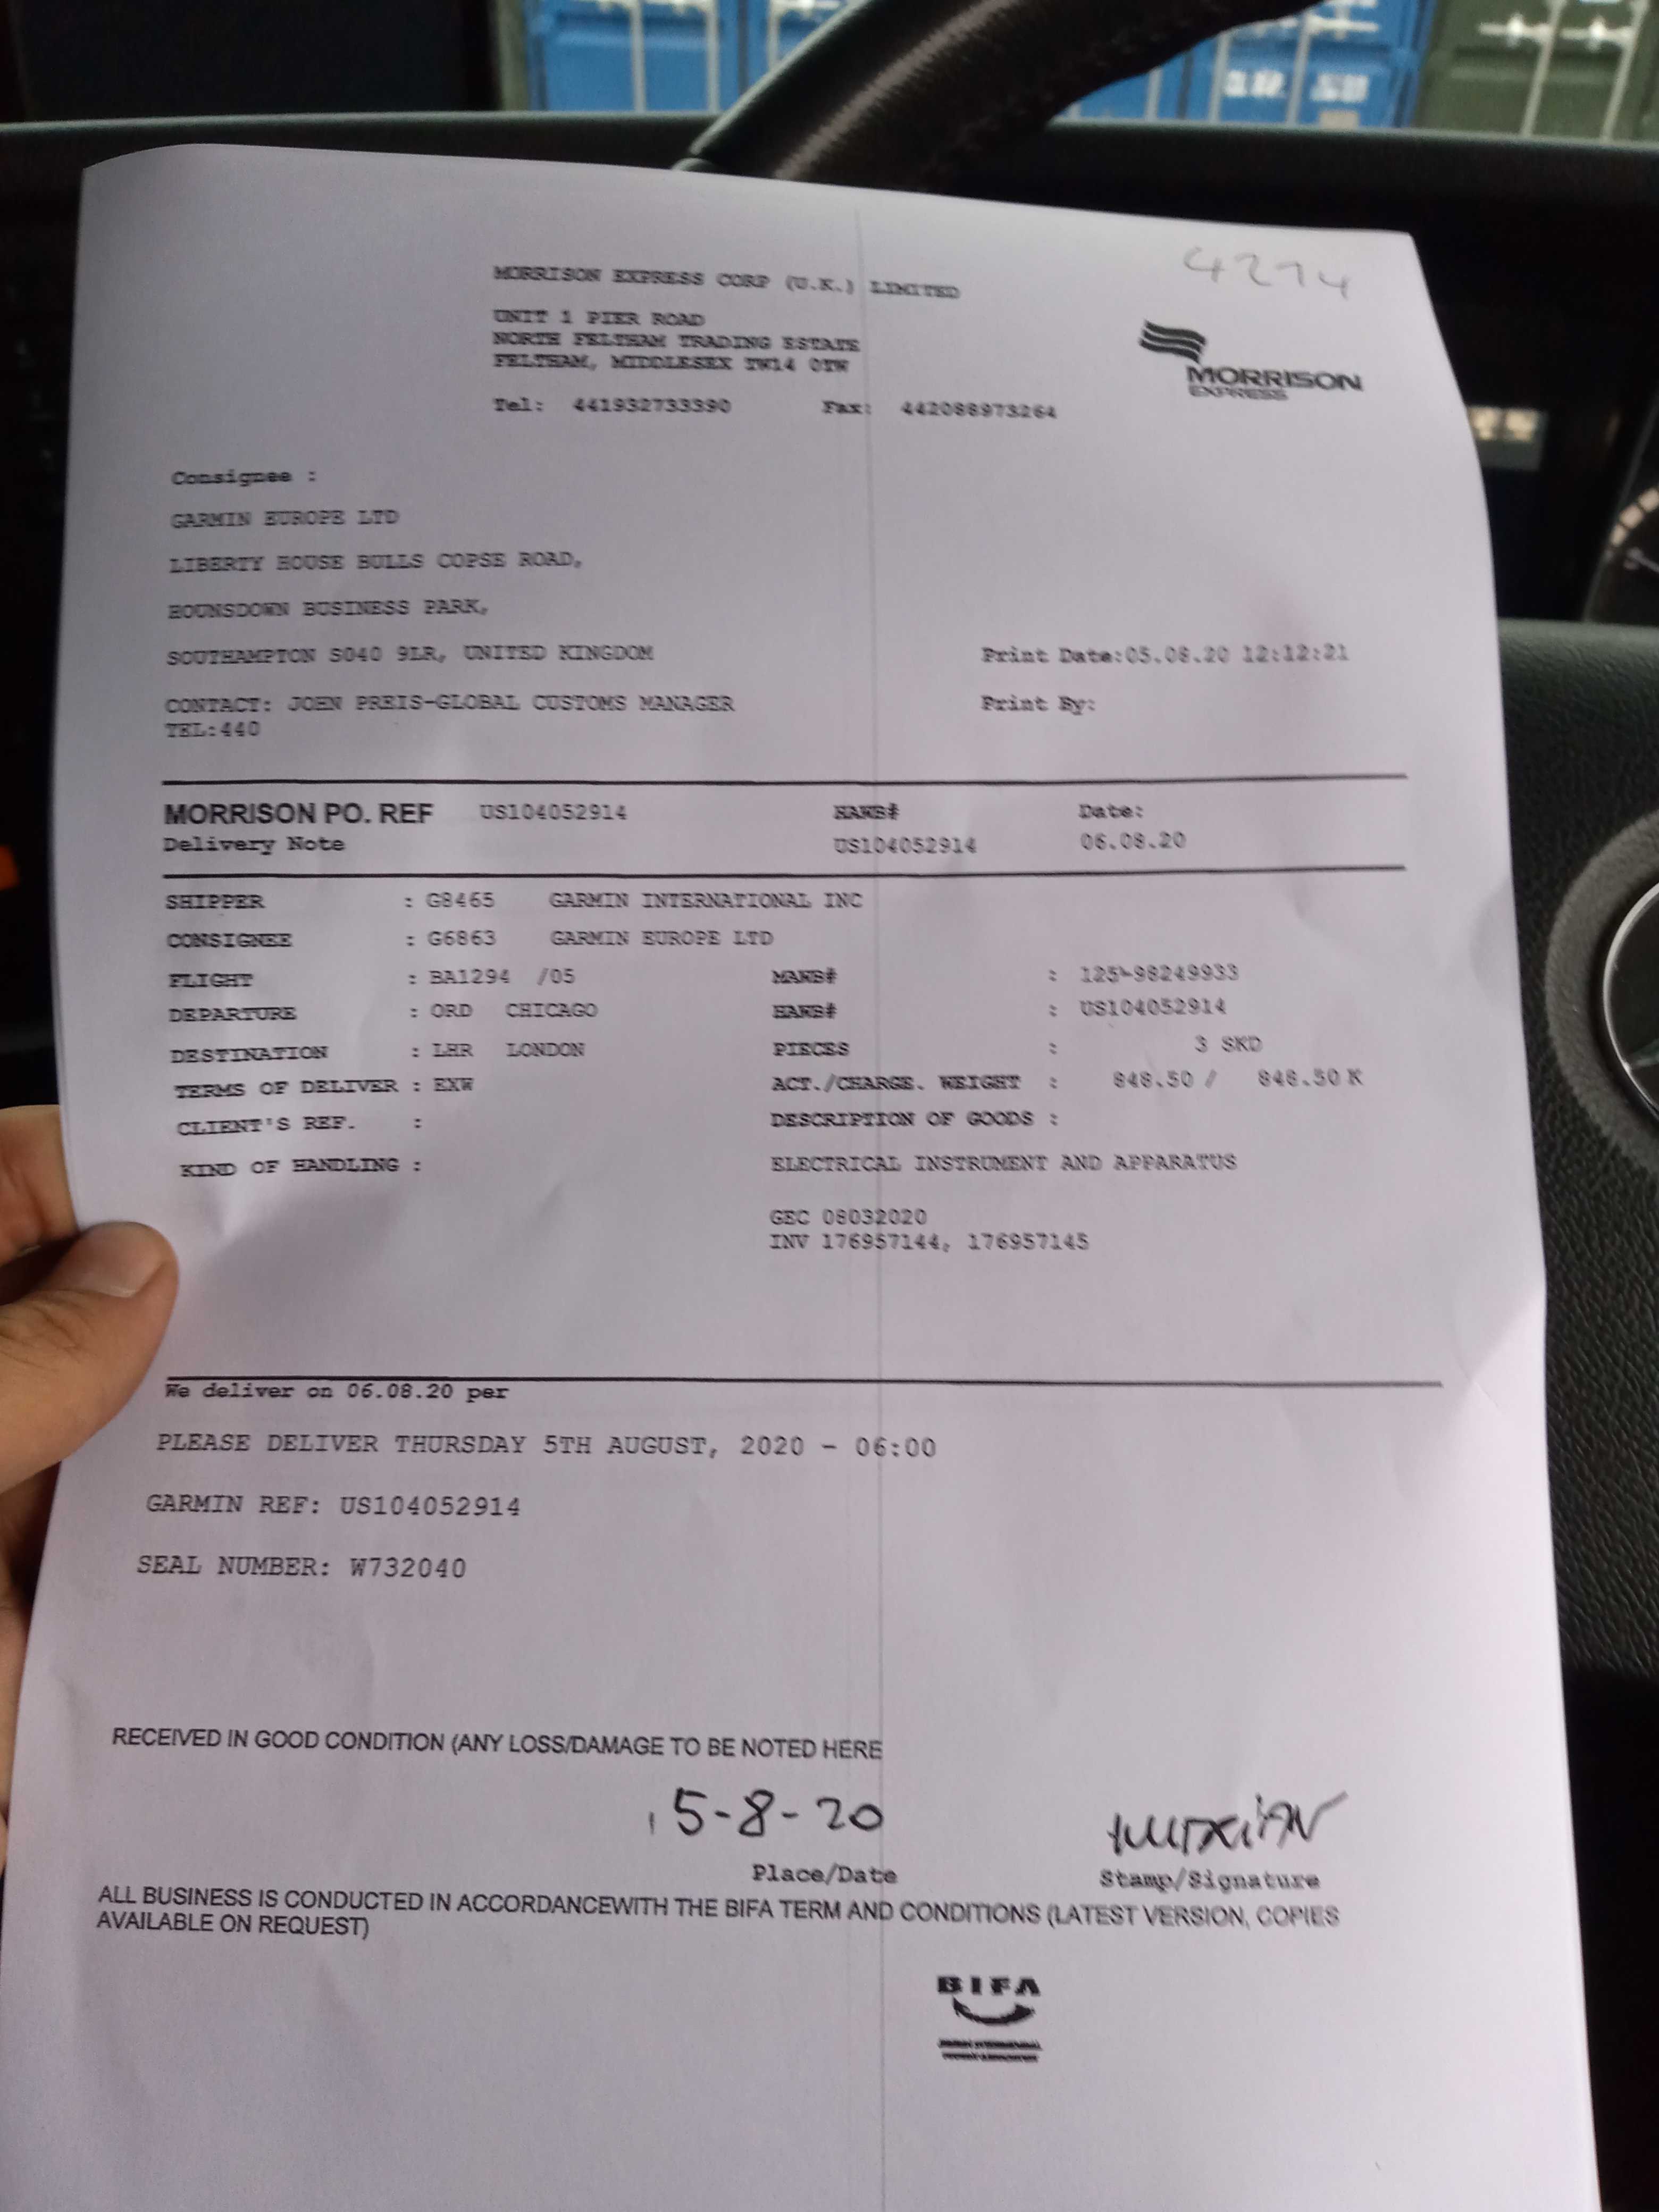 4274
MORRISON EXPRESS CORP (U.K.) LIMITED
UNIT 1 PIER ROAD
NORTH FELTHAM TRADING ESTATE
FELTHAM, MIDDLESEX TW14 0TW
MORRISON
EXPRESS
Tel: 441932733390 Fax: 442088973264
Consignee :
GARMIN EUROPE LTD
LIBERTY HOUSE BULLS COPSE ROAD,
HOUNSDOWN BUSINESS PARK,
SOUTHAMPTON SO40 9LR, UNITED KINGDOM Print Date:05.08.20 12:12:21
CONTACT: JOHN PREIS-GLOBAL CUSTOMS MANAGER Print By:
TEL:440
MORRISON PO. REF US104052914 HAWB# Date:
Delivery Note US104052914 06.08.20
SHIPPER : G8465 GARMIN INTERNATIONAL INC
CONSIGNEE : G6863 GARMIN EUROPE LTD
FLIGHT : BA1294 /05 MAWB# : 125-98249933
DEPARTURE : ORD CHICAGO HAWB# : US104052914
DESTINATION : LHR LONDON PIECES : 3 SKD
TERMS OF DELIVER : EXW ACT./CHARGE. WEIGHT : 848.50 / 848.50 K
CLIENT'S REF. : DESCRIPTION OF GOODS :
KIND OF HANDLING : ELECTRICAL INSTRUMENT AND APPARATUS
GEC 08032020
INV 176957144, 176957145
We deliver on 06.08.20 per
PLEASE DELIVER THURSDAY 5TH AUGUST, 2020 - 06:00
GARMIN REF: US104052914
SEAL NUMBER: W732040
RECEIVED IN GOOD CONDITION (ANY LOSS/DAMAGE TO BE NOTED HERE
5-8-20
Place/Date Stamp/Signature
ALL BUSINESS IS CONDUCTED IN ACCORDANCEWITH THE BIFA TERM AND CONDITIONS (LATEST VERSION, COPIES
AVAILABLE ON REQUEST)
BIFA